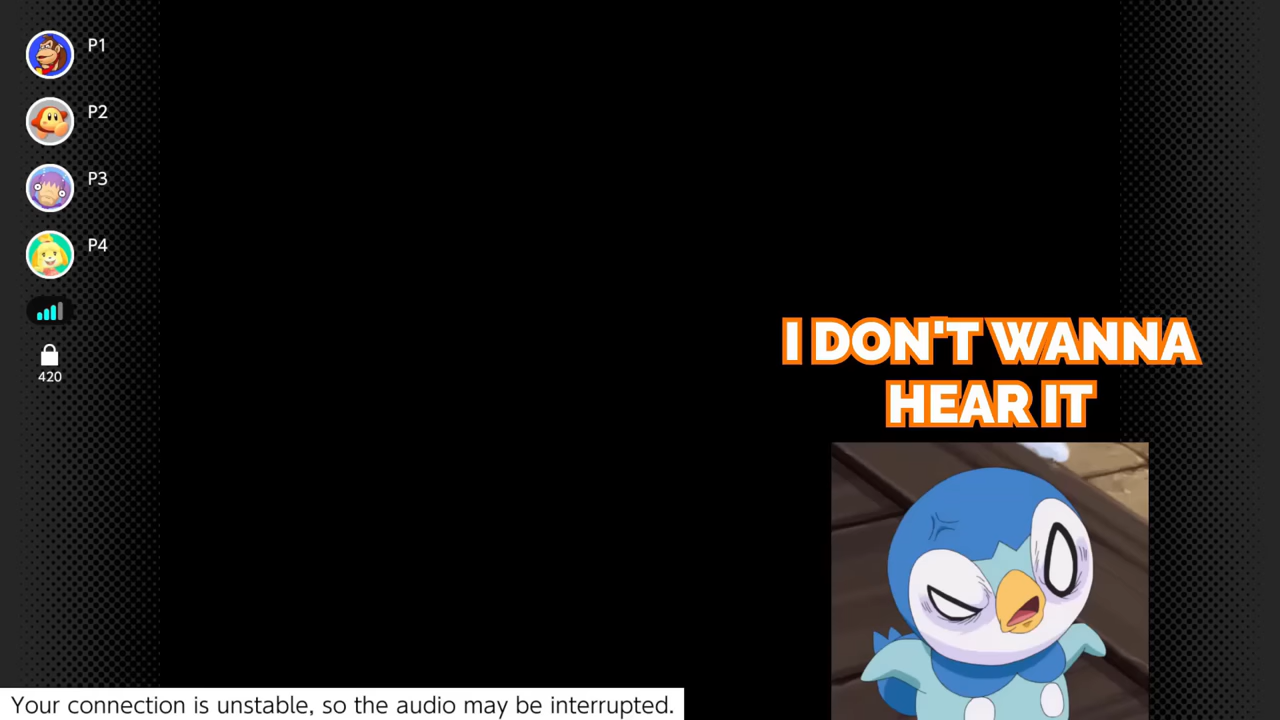 P1
P2
P3
P4
420
I DON'T WANNA
HEAR IT
Your connection is unstable, so the audio may be interrupted.